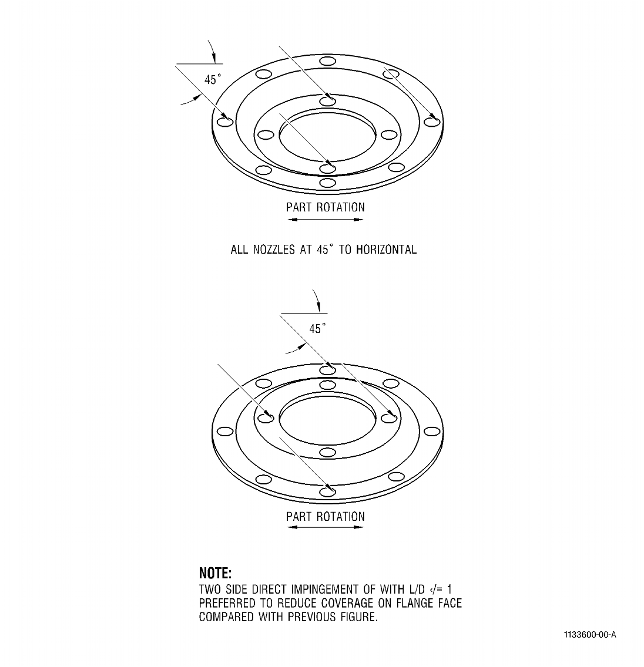 45°
PART ROTATION
ALL NOZZLES AT 45° TO HORIZONTAL
45°
PART ROTATION
NOTE:
TWO SIDE DIRECT IMPINGEMENT OF WITH L/D </= 1
PREFERRED TO REDUCE COVERAGE ON FLANGE FACE
COMPARED WITH PREVIOUS FIGURE.
1133600-00-A